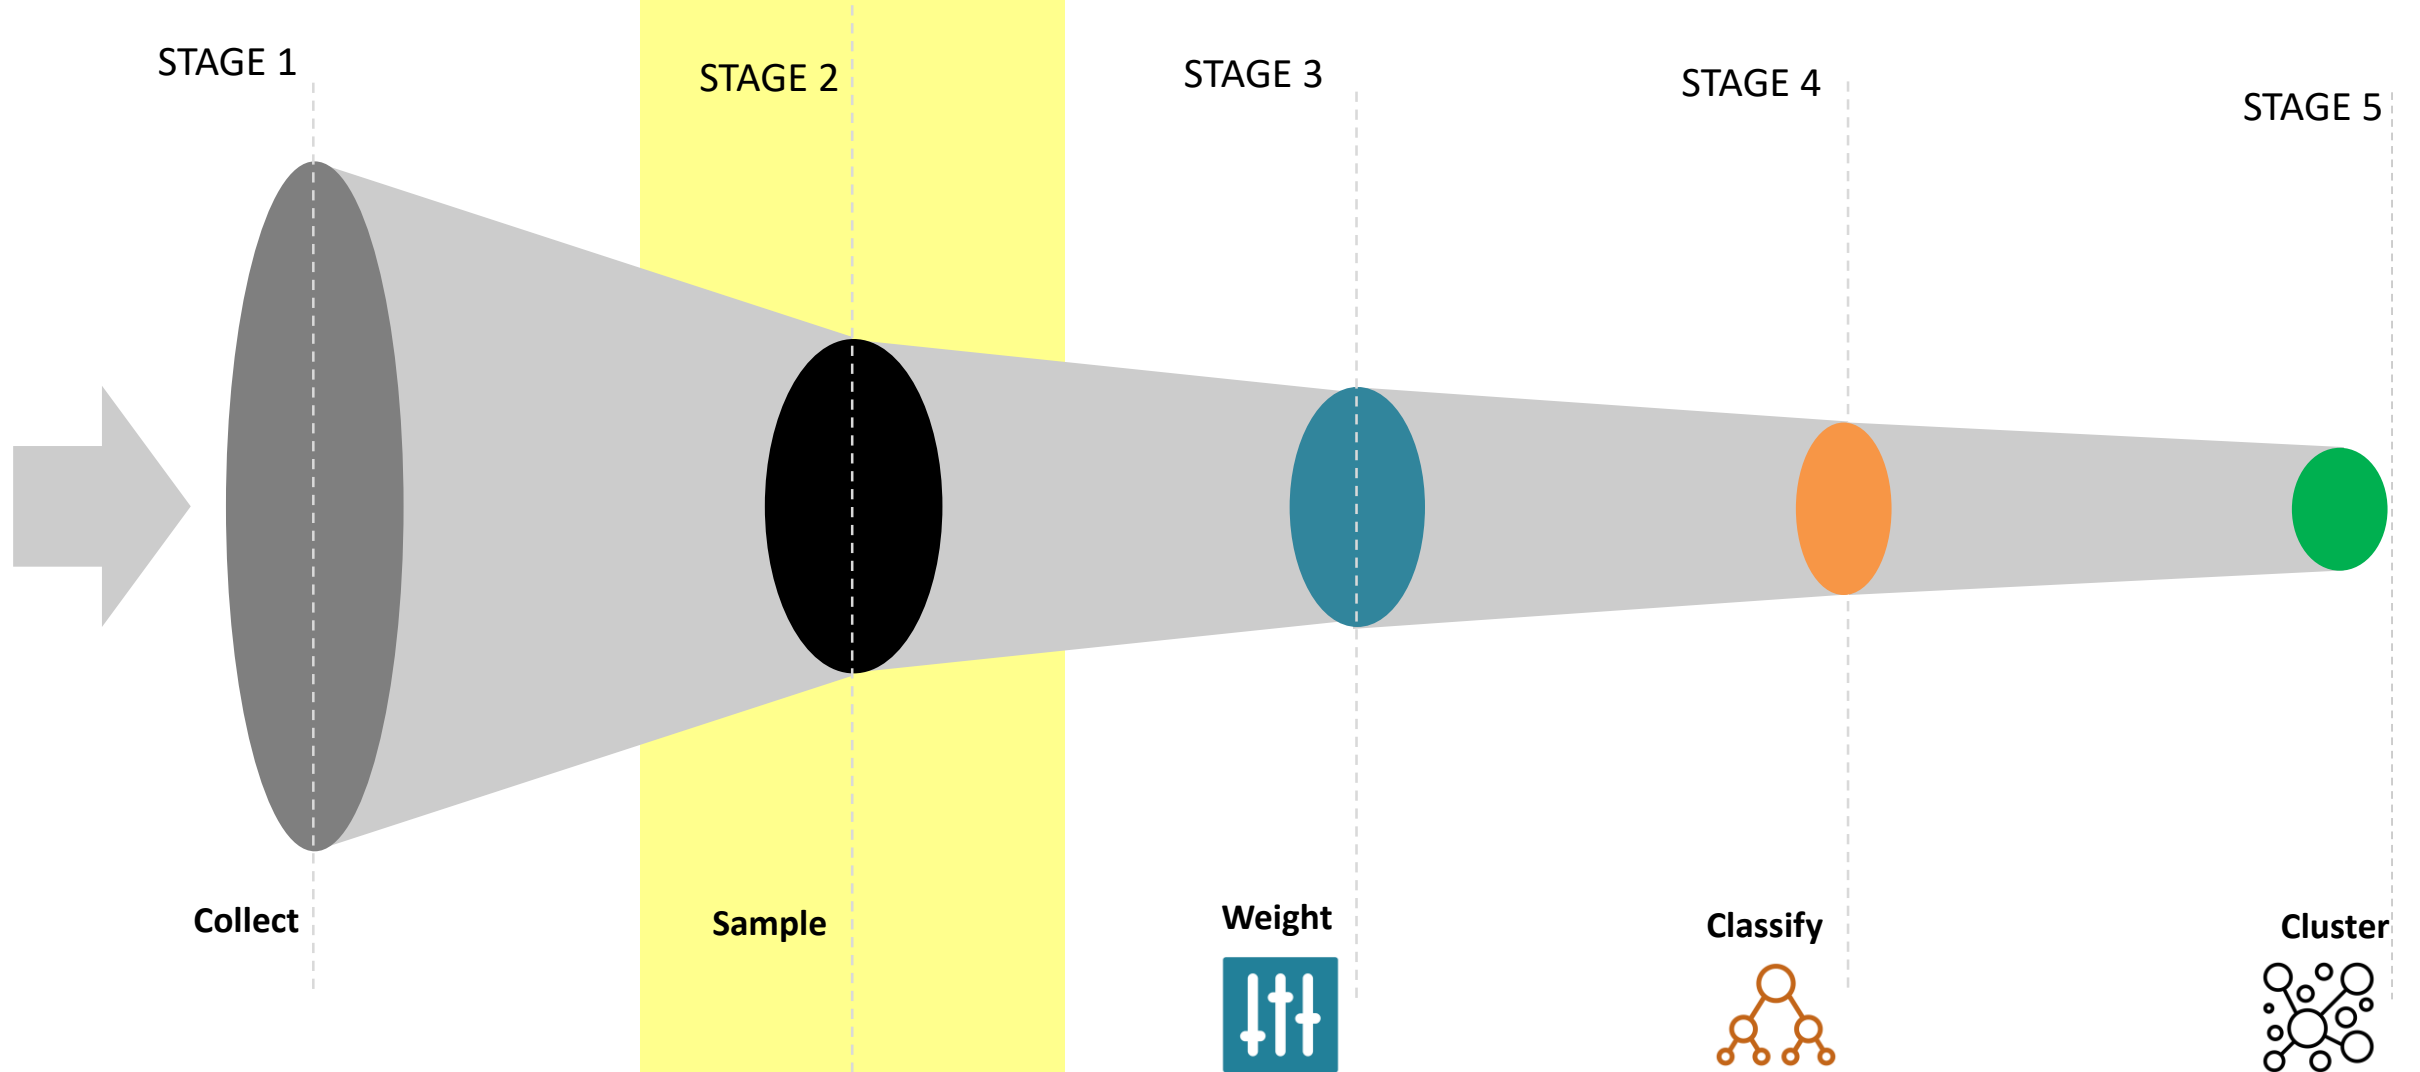 STAGE 1
STAGE 2
STAGE 3
STAGE 4
STAGE 5
Collect
Sample
Weight
Classify
Cluster